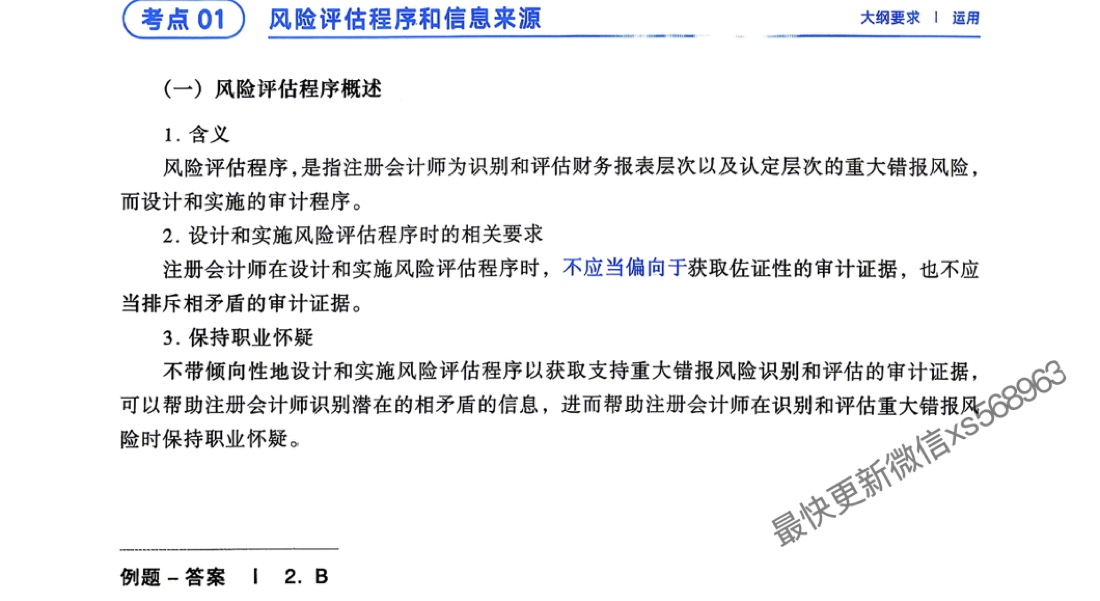 考点 01 风险评估程序和信息来源 大纲要求 | 运用
（一）风险评估程序概述
1. 含义
风险评估程序，是指注册会计师为识别和评估财务报表层次以及认定层次的重大错报风险，
而设计和实施的审计程序。
2. 设计和实施风险评估程序时的相关要求
注册会计师在设计和实施风险评估程序时，不应当偏向于获取佐证性的审计证据，也不应
当排斥相矛盾的审计证据。
3. 保持职业怀疑
不带倾向性地设计和实施风险评估程序以获取支持重大错报风险识别和评估的审计证据，
可以帮助注册会计师识别潜在的相矛盾的信息，进而帮助注册会计师在识别和评估重大错报风
险时保持职业怀疑。
最快更新微信xs568963
例题 – 答案 | 2. B